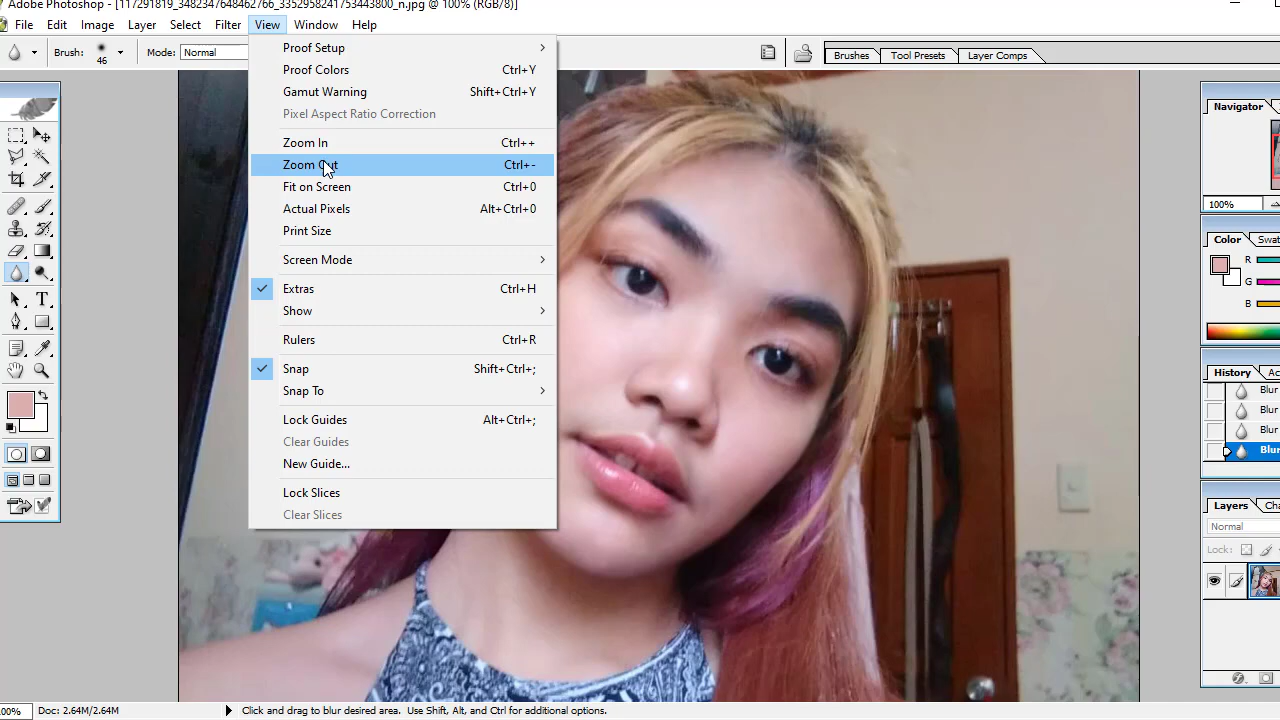 Adobe Photoshop - [117291819_348234768462766_3352958241753443800_n.jpg @ 100% (RGB/8)]
File Edit Image Layer Select Filter View Window Help
Brush: 46 Mode: Normal
Brushes Tool Presets Layer Comps
Proof Setup
Proof Colors Ctrl+Y
Gamut Warning Shift+Ctrl+Y
Pixel Aspect Ratio Correction
Zoom In Ctrl++
Zoom Out Ctrl+-
Fit on Screen Ctrl+0
Actual Pixels Alt+Ctrl+0
Print Size
Screen Mode
Extras Ctrl+H
Show
Rulers Ctrl+R
Snap Shift+Ctrl+;
Snap To
Lock Guides Alt+Ctrl+;
Clear Guides
New Guide...
Lock Slices
Clear Slices
Navigator
100%
Color Swat
R
G
B
History Ac
Blur
Blur
Blur
Blur
Layers Cha
Normal
Lock:
00% Doc: 2.64M/2.64M Click and drag to blur desired area. Use Shift, Alt, and Ctrl for additional options.